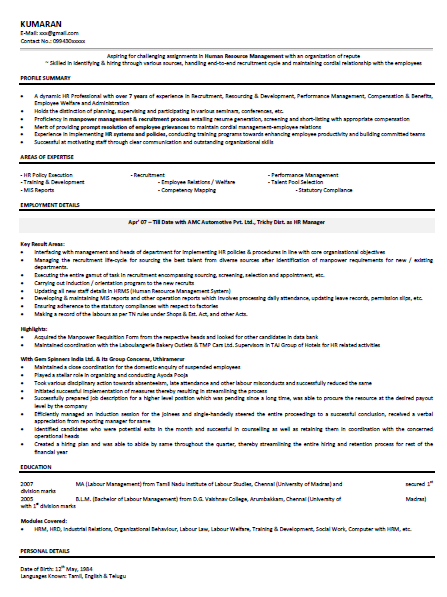 KUMARAN
E-Mail: xxx@gmail.com
Contact No.: 099430xxxxx
Aspiring for challenging assignments in Human Resource Management with an organization of repute
~ Skilled in identifying & hiring through various sources, handling end-to-end recruitment cycle and maintaining cordial relationship with the employees
PROFILE SUMMARY
• A dynamic HR Professional with over 7 years of experience in Recruitment, Resourcing & Development, Performance Management, Compensation & Benefits,
Employee Welfare and Administration
• Holds the distinction of planning, supervising and participating in various seminars, conferences, etc.
• Proficiency in manpower management & recruitment process entailing resume generation, screening and short-listing with appropriate compensation
• Merit of providing prompt resolution of employee grievances to maintain cordial management-employee relations
• Experience in implementing HR systems and policies, conducting training programs towards enhancing employee productivity and building committed teams
• Successful at motivating staff through clear communication and outstanding organizational skills
AREAS OF EXPERTISE
- HR Policy Execution - Recruitment - Performance Management
- Training & Development - Employee Relations / Welfare - Talent Pool Selection
- MIS Reports - Competency Mapping - Statutory Compliance
EMPLOYMENT DETAILS
Apr' 07 – Till Date with AMC Automotive Pvt. Ltd., Trichy Dist. as HR Manager
Key Result Areas:
• Interfacing with management and heads of department for implementing HR policies & procedures in line with core organisational objectives
• Managing the recruitment life-cycle for sourcing the best talent from diverse sources after identification of manpower requirements for new / existing
departments.
• Executing the entire gamut of task in recruitment encompassing sourcing, screening, selection and appointment, etc.
• Carrying out induction / orientation program to the new recruits
• Updating all new staff details in HRMS (Human Resource Management System)
• Developing & maintaining MIS reports and other operation reports which involves processing daily attendance, updating leave records, permission slips, etc.
• Ensuring the adherence to statutory compliances with respect to factories
• Making a record of the labours as per TN rules under Shops & Est. Act, and other Acts.
Highlights:
• Acquired the Manpower Requisition Form from the respective heads and looked for other candidates in data bank
• Maintained coordination with the Laboulangerie Bakery Outlets & TMP Cars Ltd. Supervisors in TAJ Group of Hotels for HR related activities
With Gem Spinners India Ltd. & its Group Concerns, Uthiramerur
• Maintained a close coordination for the domestic enquiry of suspended employees
• Played a stellar role in organizing and conducting Ayoda Pooja
• Took various disciplinary action towards absenteeism, late attendance and other labour misconducts and successfully reduced the same
• Initiated successful implementation of measures thereby resulting in streamlining the process
• Successfully prepared job description for a higher level position which was pending since a long time, was able to procure the resource at the desired payout
level by the company
• Efficiently managed an induction session for the joinees and single-handedly steered the entire proceedings to a successful conclusion, received a verbal
appreciation from reporting manager for same
• Identified candidates who were potential exits in the month and successful in counselling as well as retaining them in coordination with the concerned
operational heads
• Created a hiring plan and was able to abide by same throughout the quarter, thereby streamlining the entire hiring and retention process for rest of the
financial year
EDUCATION
2007 MA (Labour Management) from Tamil Nadu Institute of Labour Studies, Chennai (University of Madras) and secured 1st
division marks
2005 B.L.M. (Bachelor of Labour Management) from D.G. Vaishnav College, Arumbakkam, Chennai (University of Madras)
with 1st division marks
Modules Covered:
• HRM, HRD, Industrial Relations, Organizational Behaviour, Labour Law, Labour Welfare, Training & Development, Social Work, Computer with HRM, etc.
PERSONAL DETAILS
Date of Birth: 12th May, 1984
Languages Known: Tamil, English & Telugu